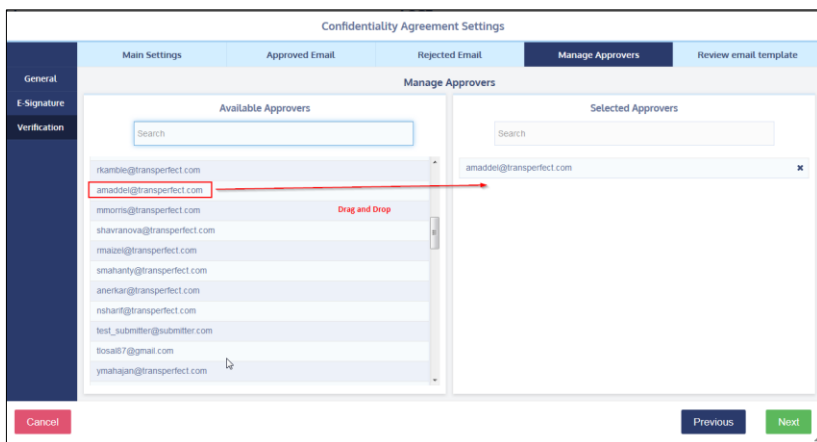 Confidentiality Agreement Settings
Main Settings
Approved Email
Rejected Email
Manage Approvers
Review email template
General
E-Signature
Verification
Manage Approvers
Available Approvers
Search
rkamble@transperfect.com
amaddel@transperfect.com
mmorris@transperfect.com
Drag and Drop
shavranova@transperfect.com
rmaizel@transperfect.com
smahanty@transperfect.com
anerkar@transperfect.com
nsharif@transperfect.com
test_submitter@submitter.com
tlosal87@gmail.com
ymahajan@transperfect.com
Selected Approvers
Search
amaddel@transperfect.com
Cancel
Previous
Next